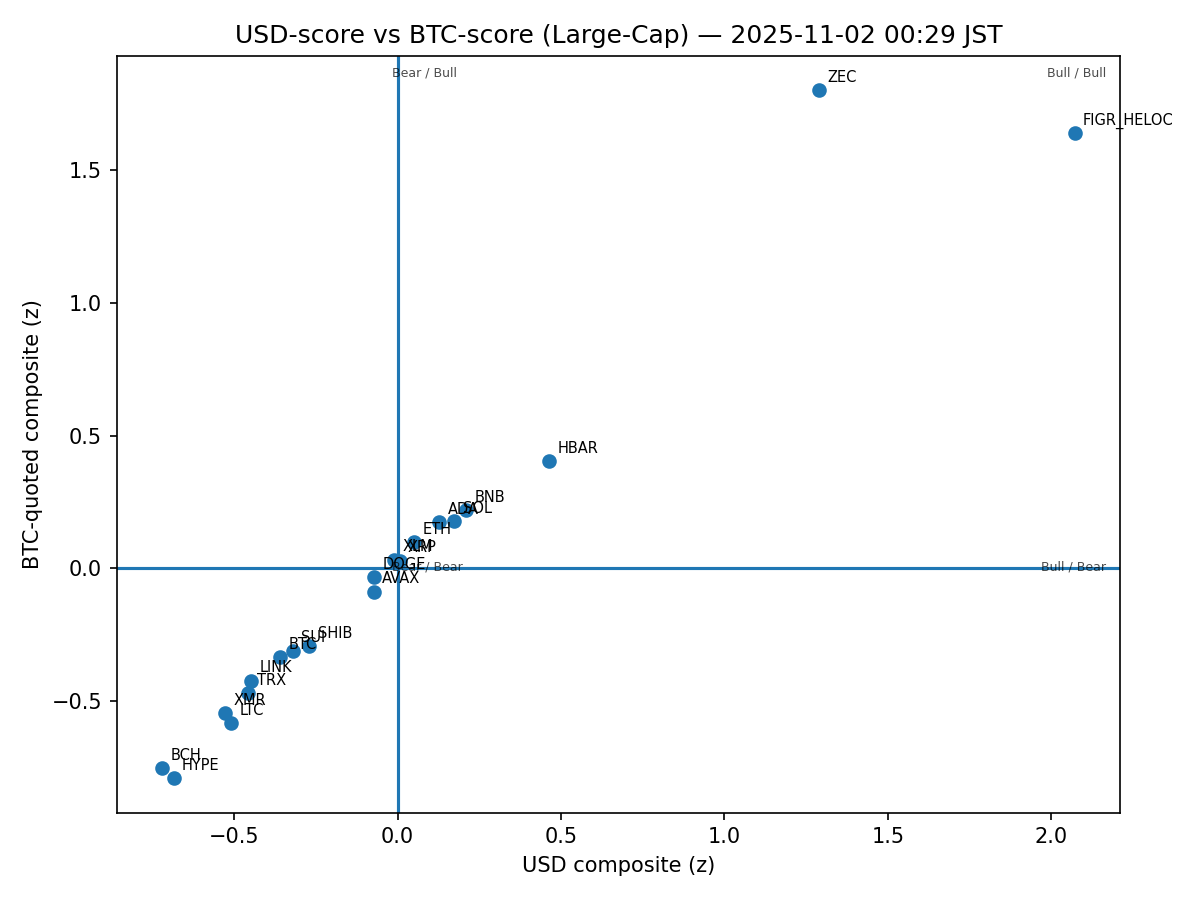 USD-score vs BTC-score (Large-Cap) — 2025-11-02 00:29 JST
Bear / Bull
Bull / Bull
ZEC
FIGR_HELOC
1.5
1.0
HBAR
0.5
BNB
ADA
SOL
ETH
XLM
XRP
DOGE
0.0
Bear / Bear
Bull / Bear
AVAX
SHIB
SUI
BTC
LINK
TRX
−0.5
XMR
LTC
BCH
HYPE
−0.5
0.0
0.5
1.0
1.5
2.0
USD composite (z)
BTC-quoted composite (z)